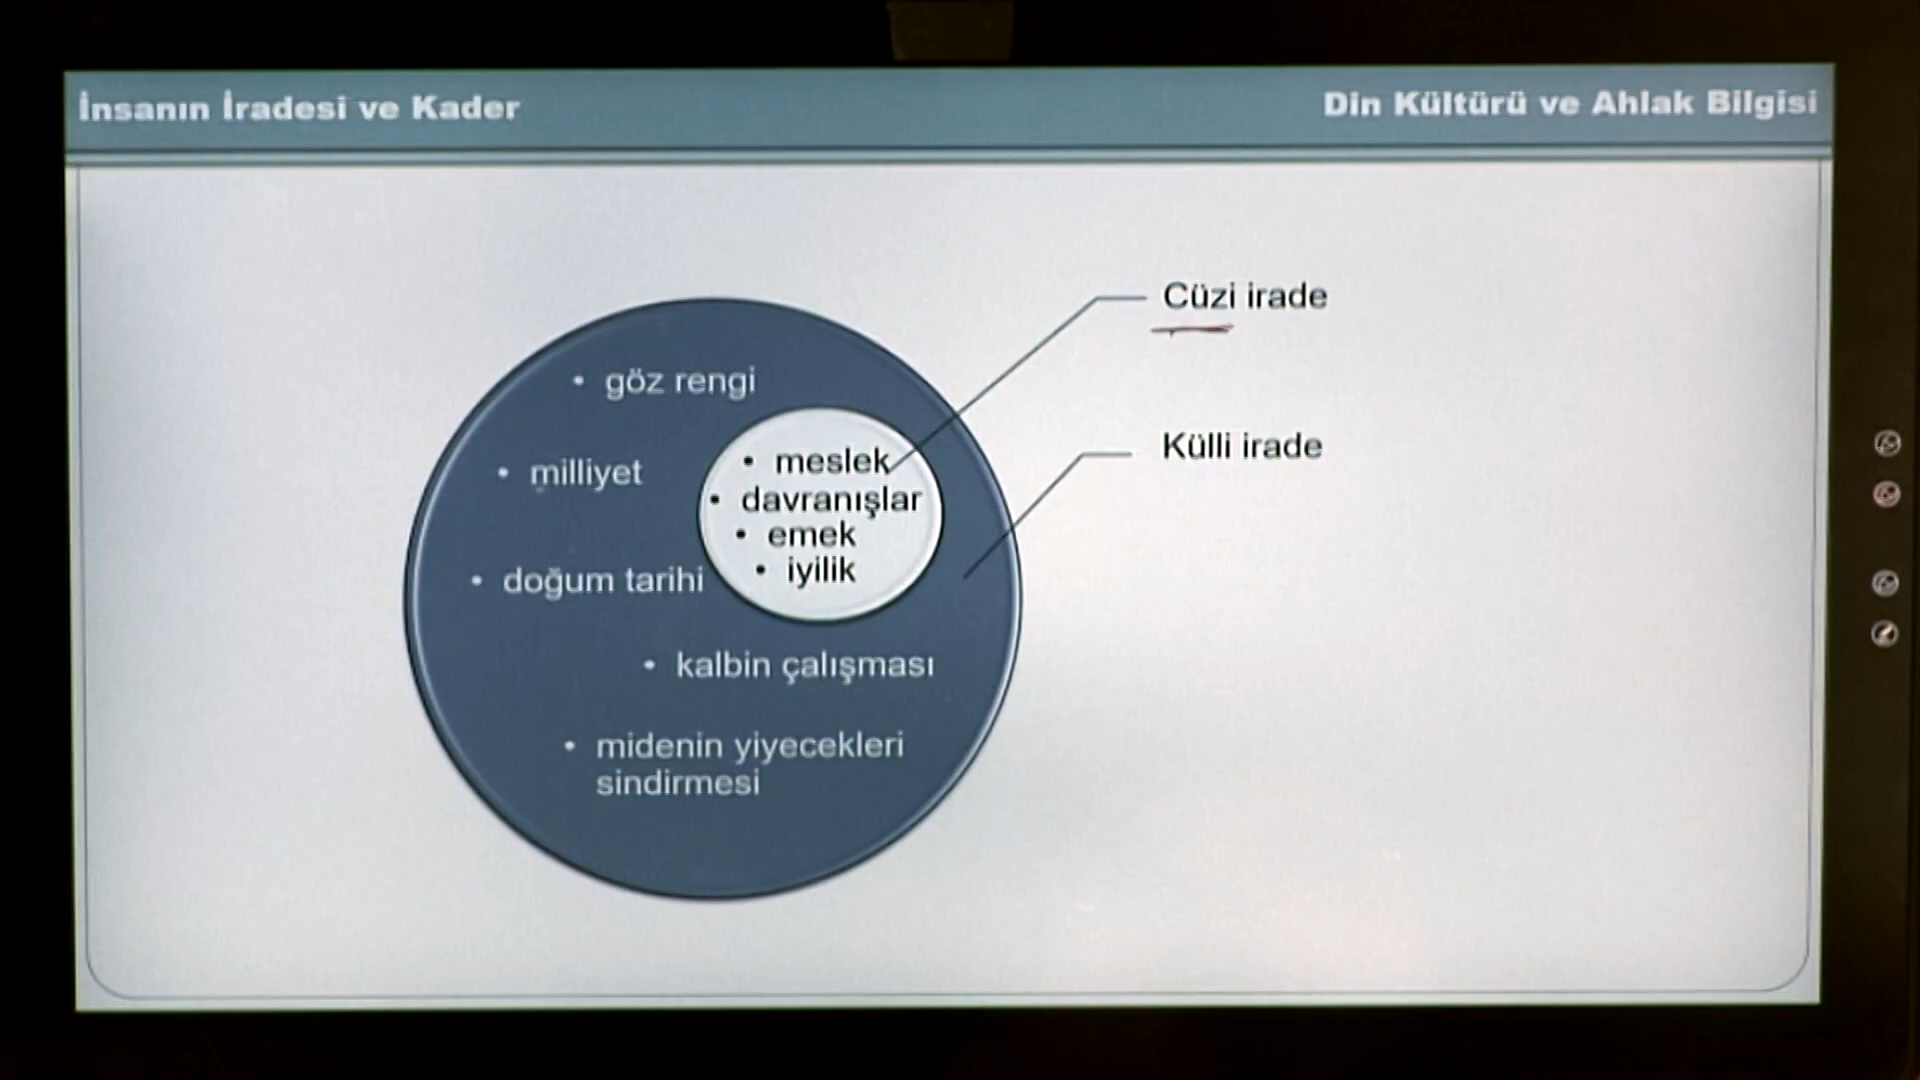 İnsanın İradesi ve Kader
Din Kültürü ve Ahlak Bilgisi
Cüzi irade
Külli irade
• göz rengi
• milliyet
• doğum tarihi
• kalbin çalışması
• midenin yiyecekleri
sindirmesi
• meslek
• davranışlar
• emek
• iyilik